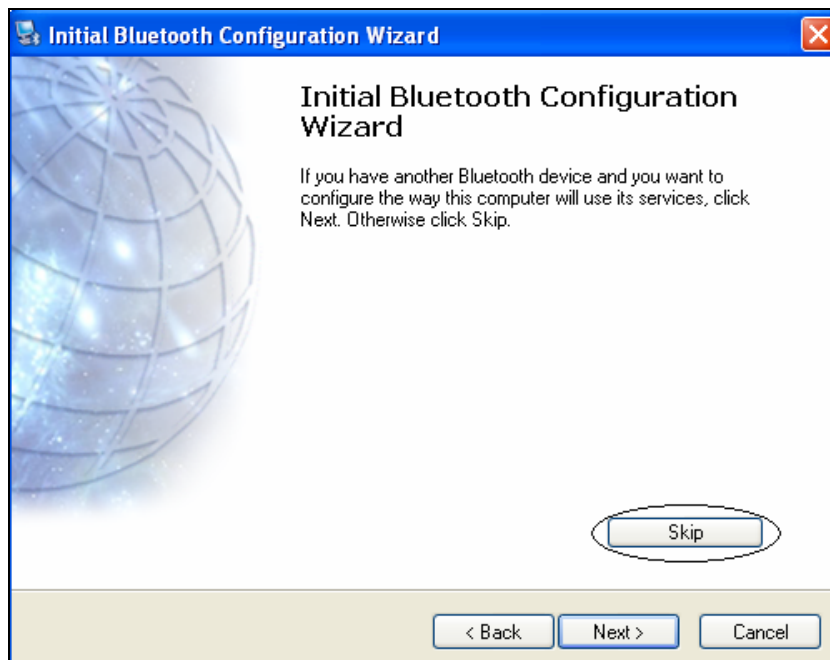 Initial Bluetooth Configuration Wizard
Initial Bluetooth Configuration
Wizard
If you have another Bluetooth device and you want to
configure the way this computer will use its services, click
Next. Otherwise click Skip.
Skip
< Back
Next >
Cancel